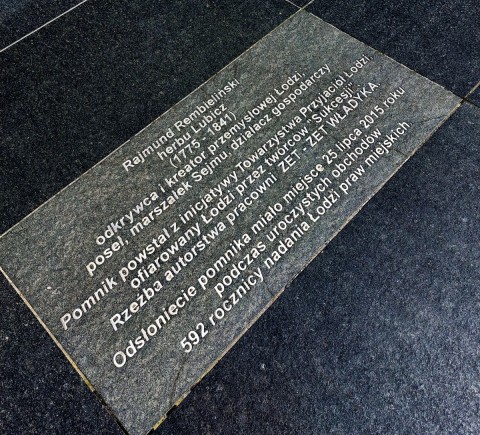 Rajmund Rembieliński
herbu Lubicz
(1775 - 1841)
odkrywca i kreator przemysłowej Łodzi,
poseł, marszałek Sejmu, działacz gospodarczy
Pomnik powstał z inicjatywy Towarzystwa Przyjaciół Łodzi
ofiarowany Łodzi przez twórców „Sukcesji”
Rzeźba autorstwa pracowni ZET - ZET WŁADYKA
Odsłonięcie pomnika miało miejsce 25 lipca 2015 roku
podczas uroczystych obchodów
592 rocznicy nadania Łodzi praw miejskich